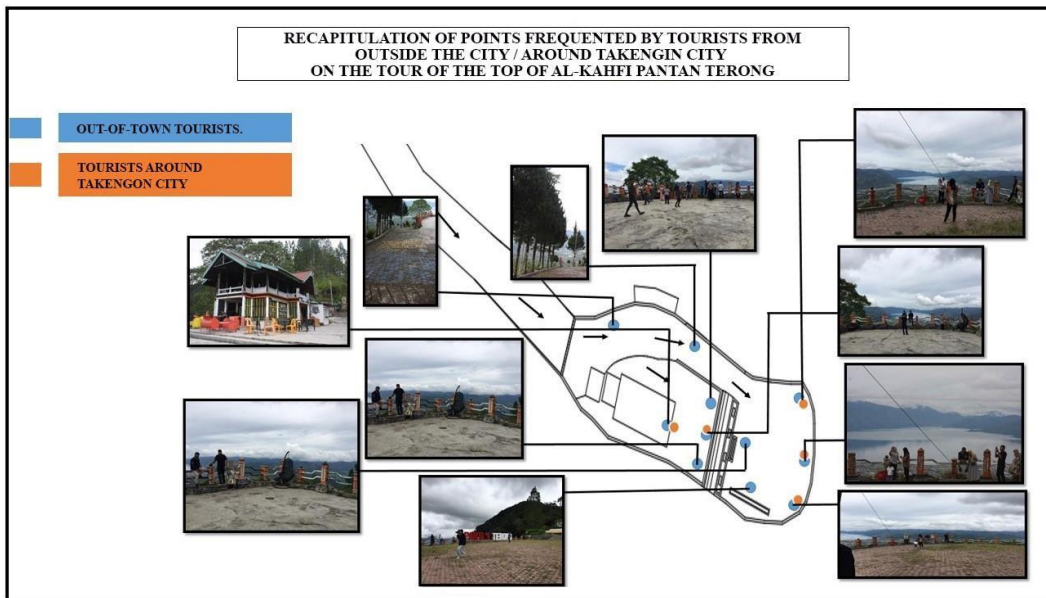 RECAPITULATION OF POINTS FREQUENTED BY TOURISTS FROM
OUTSIDE THE CITY / AROUND TAKENGIN CITY
ON THE TOUR OF THE TOP OF AL-KAHFI PANTAN TERONG
OUT-OF-TOWN TOURISTS.
TOURISTS AROUND
TAKENGON CITY